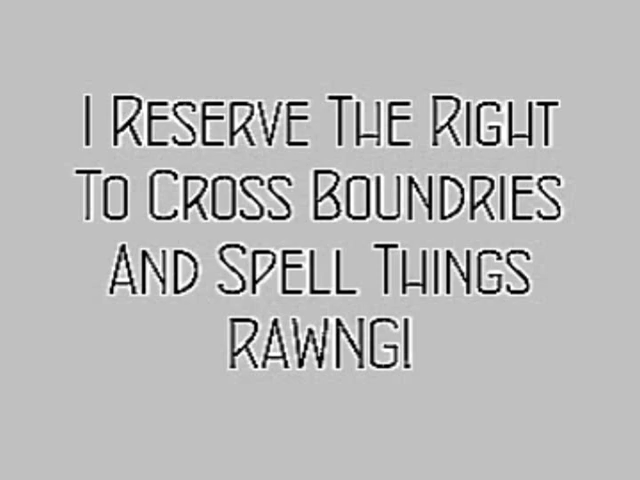 I Reserve The Right
To Cross Boundries
And Spell Things
RAWNG!